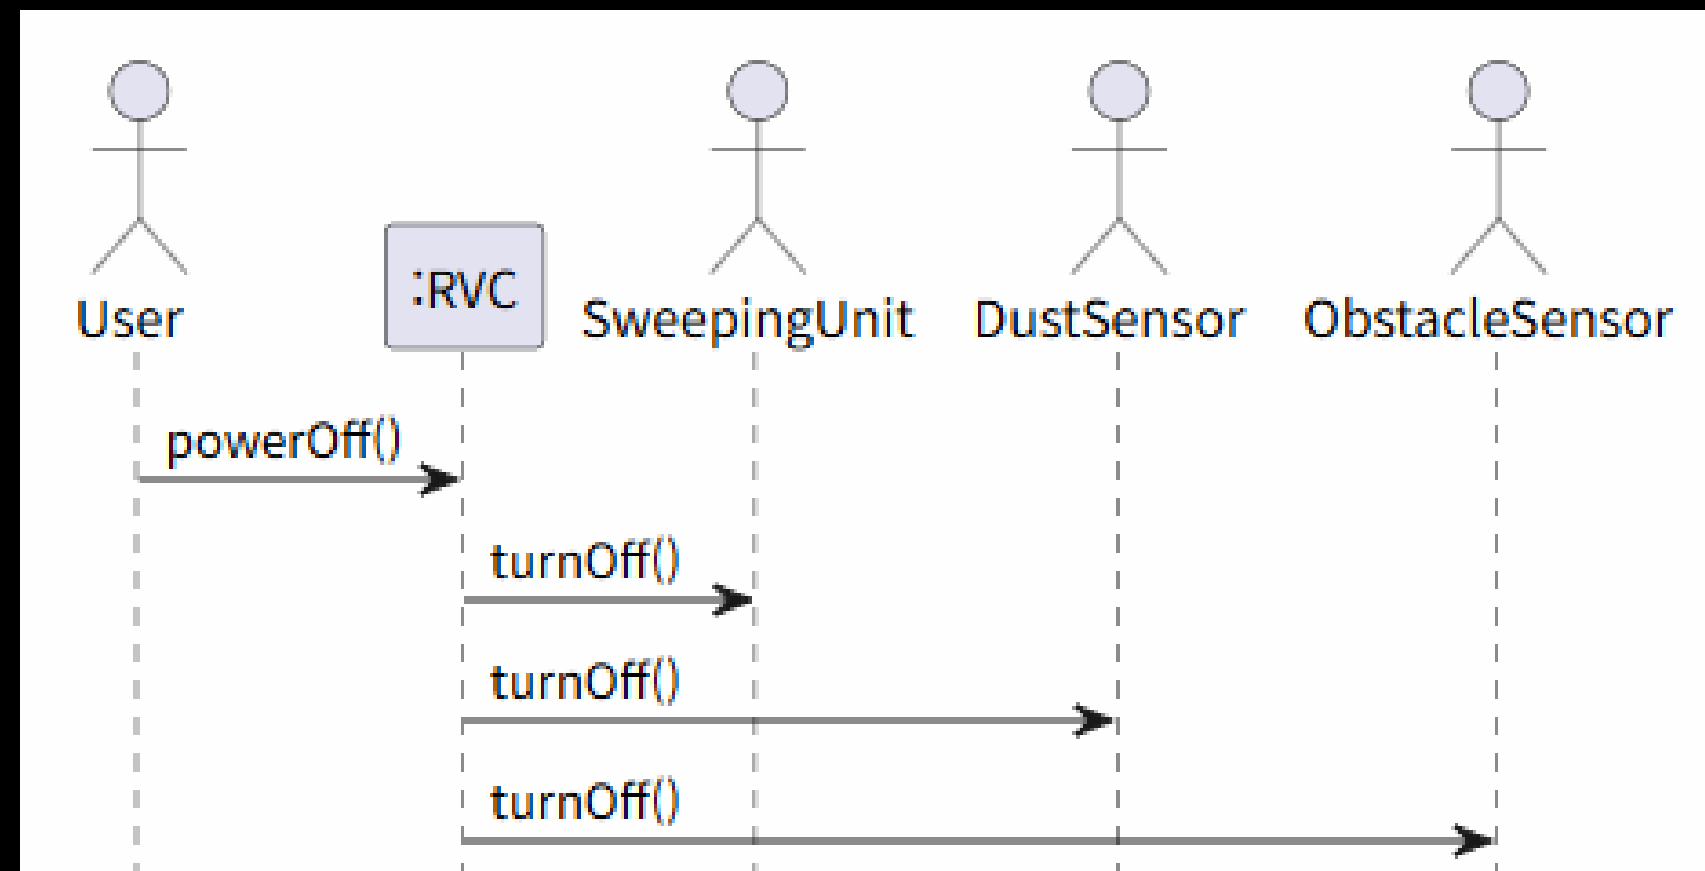 :RVC
User
SweepingUnit
DustSensor
ObstacleSensor
powerOff()
turnOff()
turnOff()
turnOff()